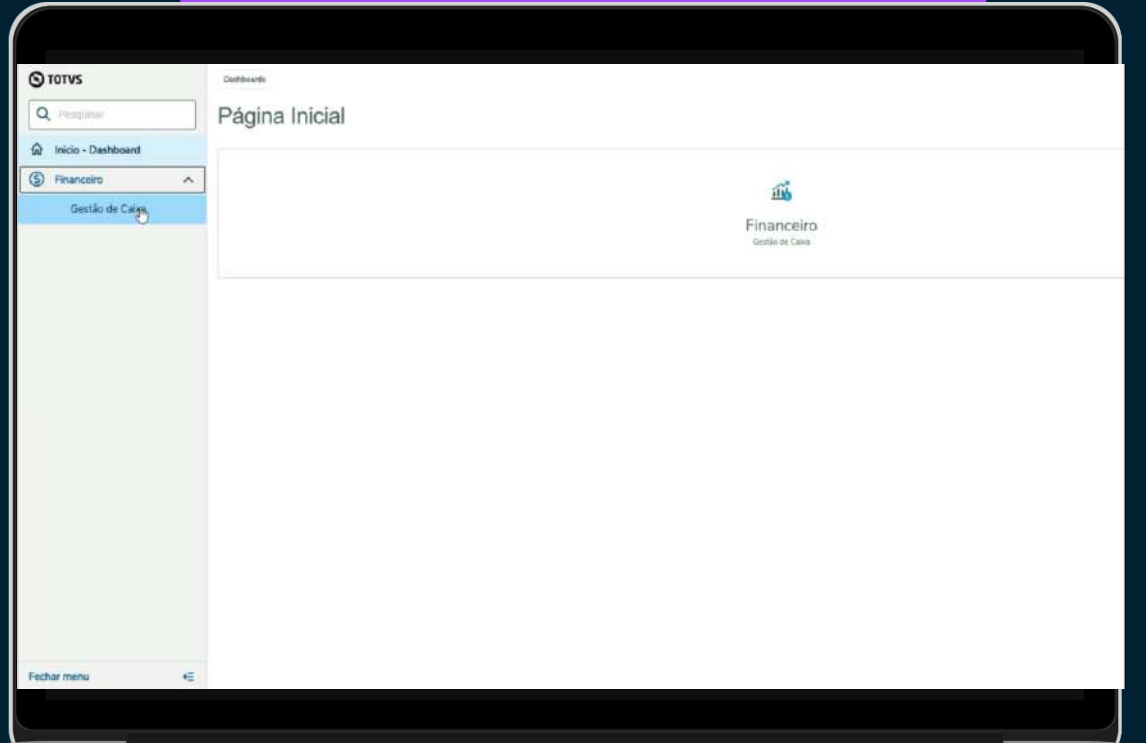 TOTVS
Pesquisar
Início - Dashboard
Financeiro
Gestão de Caixa
Fechar menu
Dashboards
Página Inicial
Financeiro
Gestão de Caixa